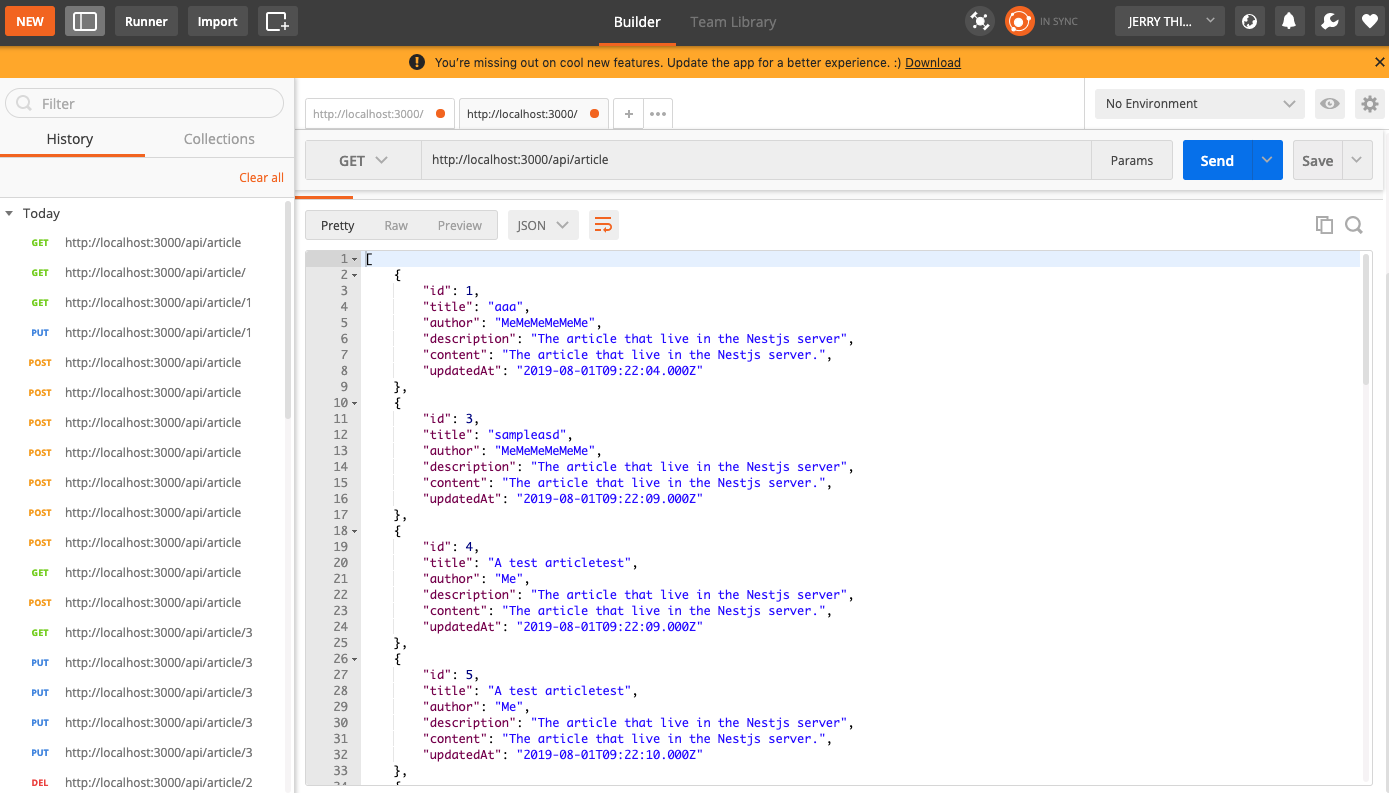 NEW Runner Import Builder Team Library IN SYNC JERRY THI...
! You're missing out on cool new features. Update the app for a better experience. :) Download ×
Filter
History Collections
Clear all
Today
GET http://localhost:3000/api/article
GET http://localhost:3000/api/article/
GET http://localhost:3000/api/article/1
PUT http://localhost:3000/api/article/1
POST http://localhost:3000/api/article
POST http://localhost:3000/api/article
POST http://localhost:3000/api/article
POST http://localhost:3000/api/article
POST http://localhost:3000/api/article
POST http://localhost:3000/api/article
POST http://localhost:3000/api/article
GET http://localhost:3000/api/article
POST http://localhost:3000/api/article
GET http://localhost:3000/api/article/3
PUT http://localhost:3000/api/article/3
PUT http://localhost:3000/api/article/3
PUT http://localhost:3000/api/article/3
PUT http://localhost:3000/api/article/3
DEL http://localhost:3000/api/article/2
http://localhost:3000/ http://localhost:3000/ + ••• No Environment
GET http://localhost:3000/api/article Params Send Save
Pretty Raw Preview JSON
1 [
2 {
3 "id": 1,
4 "title": "aaa",
5 "author": "MeMeMeMeMeMe",
6 "description": "The article that live in the Nestjs server",
7 "content": "The article that live in the Nestjs server.",
8 "updatedAt": "2019-08-01T09:22:04.000Z"
9 },
10 {
11 "id": 3,
12 "title": "sampleasd",
13 "author": "MeMeMeMeMeMe",
14 "description": "The article that live in the Nestjs server",
15 "content": "The article that live in the Nestjs server.",
16 "updatedAt": "2019-08-01T09:22:09.000Z"
17 },
18 {
19 "id": 4,
20 "title": "A test articletest",
21 "author": "Me",
22 "description": "The article that live in the Nestjs server",
23 "content": "The article that live in the Nestjs server.",
24 "updatedAt": "2019-08-01T09:22:09.000Z"
25 },
26 {
27 "id": 5,
28 "title": "A test articletest",
29 "author": "Me",
30 "description": "The article that live in the Nestjs server",
31 "content": "The article that live in the Nestjs server.",
32 "updatedAt": "2019-08-01T09:22:10.000Z"
33 },